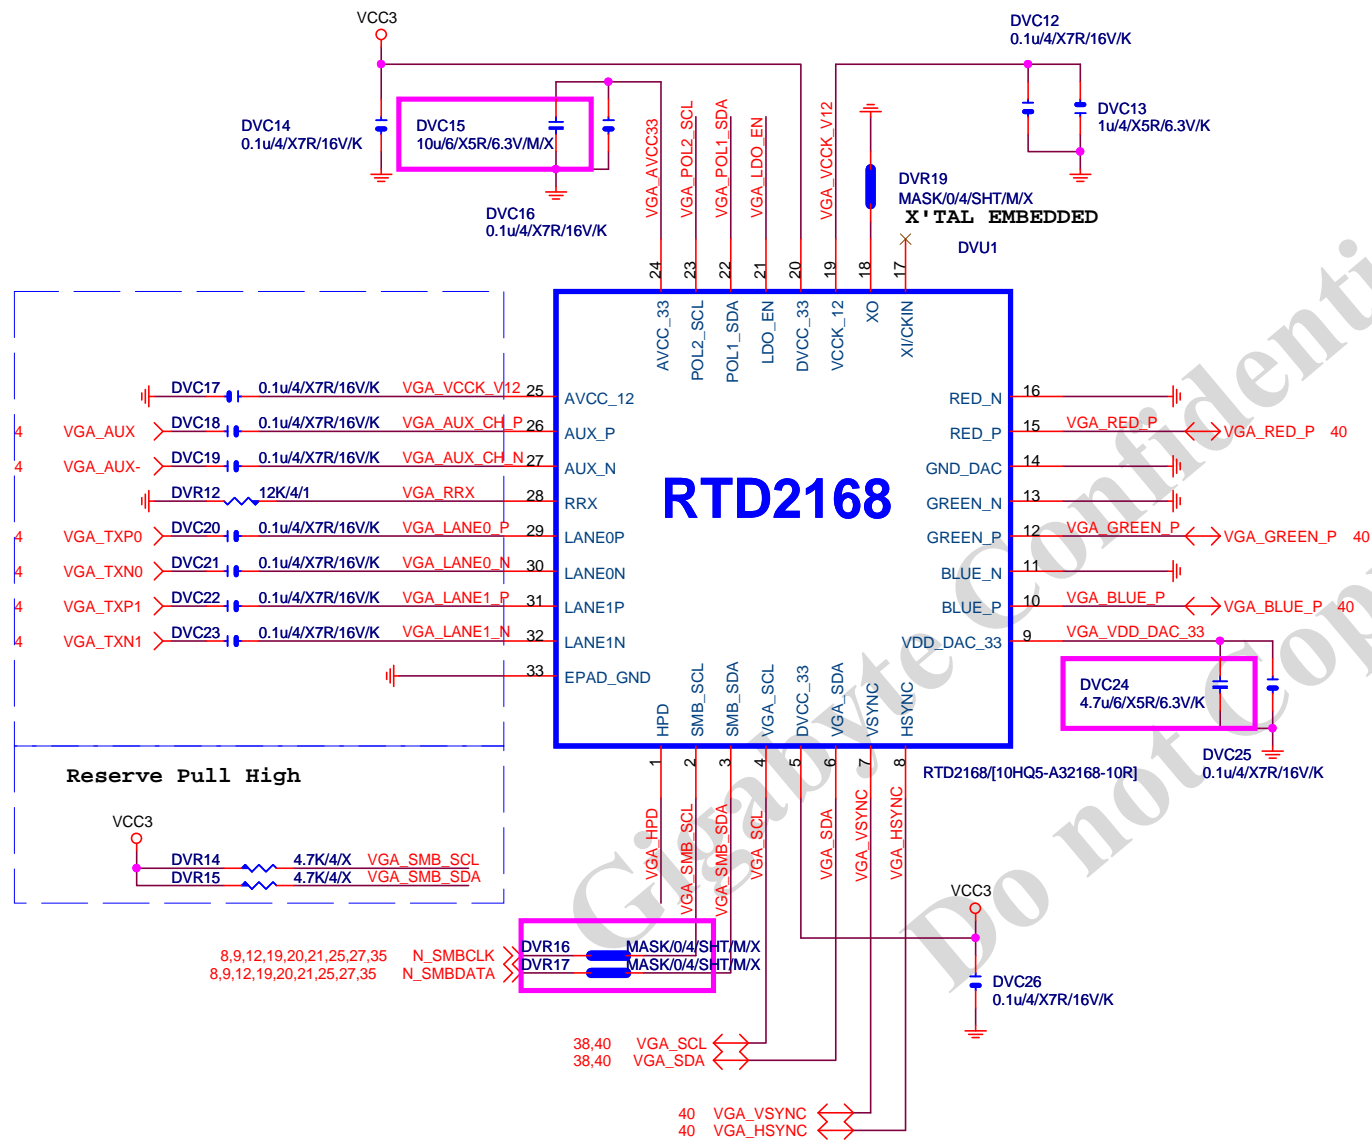 VCC3
DVC12
0.1u/4/X7R/16V/K
DVC14
0.1u/4/X7R/16V/K
DVC15
10u/6/X5R/6.3V/M/X
DVC13
1u/4/X5R/6.3V/K
DVC16
0.1u/4/X7R/16V/K
VGA_AVCC33
VGA_POL2_SCL
VGA_POL1_SDA
VGA_LDO_EN
VGA_VCCK_V12
DVR19
MASK/0/4/SHT/M/X
X'TAL EMBEDDED
DVU1
24
23
22
21
20
19
18
17
AVCC_33
POL2_SCL
POL1_SDA
LDO_EN
DVCC_33
VCCK_12
XO
XI/CKIN
DVC17 0.1u/4/X7R/16V/K VGA_VCCK_V12 25 AVCC_12
4 VGA_AUX DVC18 0.1u/4/X7R/16V/K VGA_AUX_CH_P 26 AUX_P
4 VGA_AUX- DVC19 0.1u/4/X7R/16V/K VGA_AUX_CH_N 27 AUX_N
DVR12 12K/4/1 VGA_RRX 28 RRX
4 VGA_TXP0 DVC20 0.1u/4/X7R/16V/K VGA_LANE0_P 29 LANE0P
4 VGA_TXN0 DVC21 0.1u/4/X7R/16V/K VGA_LANE0_N 30 LANE0N
4 VGA_TXP1 DVC22 0.1u/4/X7R/16V/K VGA_LANE1_P 31 LANE1P
4 VGA_TXN1 DVC23 0.1u/4/X7R/16V/K VGA_LANE1_N 32 LANE1N
33 EPAD_GND
RTD2168
RED_N 16
RED_P 15 VGA_RED_P VGA_RED_P 40
GND_DAC 14
GREEN_N 13
GREEN_P 12 VGA_GREEN_P VGA_GREEN_P 40
BLUE_N 11
BLUE_P 10 VGA_BLUE_P VGA_BLUE_P 40
VDD_DAC_33 9 VGA_VDD_DAC_33
DVC24
4.7u/6/X5R/6.3V/K
DVC25
0.1u/4/X7R/16V/K
HPD
SMB_SCL
SMB_SDA
VGA_SCL
DVCC_33
VGA_SDA
VSYNC
HSYNC
1
2
3
4
5
6
7
8
RTD2168/[10HQ5-A32168-10R]
VGA_HPD
VGA_SMB_SCL
VGA_SMB_SDA
VGA_SCL
VGA_SDA
VGA_VSYNC
VGA_HSYNC
Reserve Pull High
VCC3
DVR14 4.7K/4/X VGA_SMB_SCL
DVR15 4.7K/4/X VGA_SMB_SDA
8,9,12,19,20,21,25,27,35 N_SMBCLK DVR16 MASK/0/4/SHT/M/X
8,9,12,19,20,21,25,27,35 N_SMBDATA DVR17 MASK/0/4/SHT/M/X
VCC3
DVC26
0.1u/4/X7R/16V/K
38,40 VGA_SCL
38,40 VGA_SDA
40 VGA_VSYNC
40 VGA_HSYNC
Gigabyte Confidenti
Do not Cop